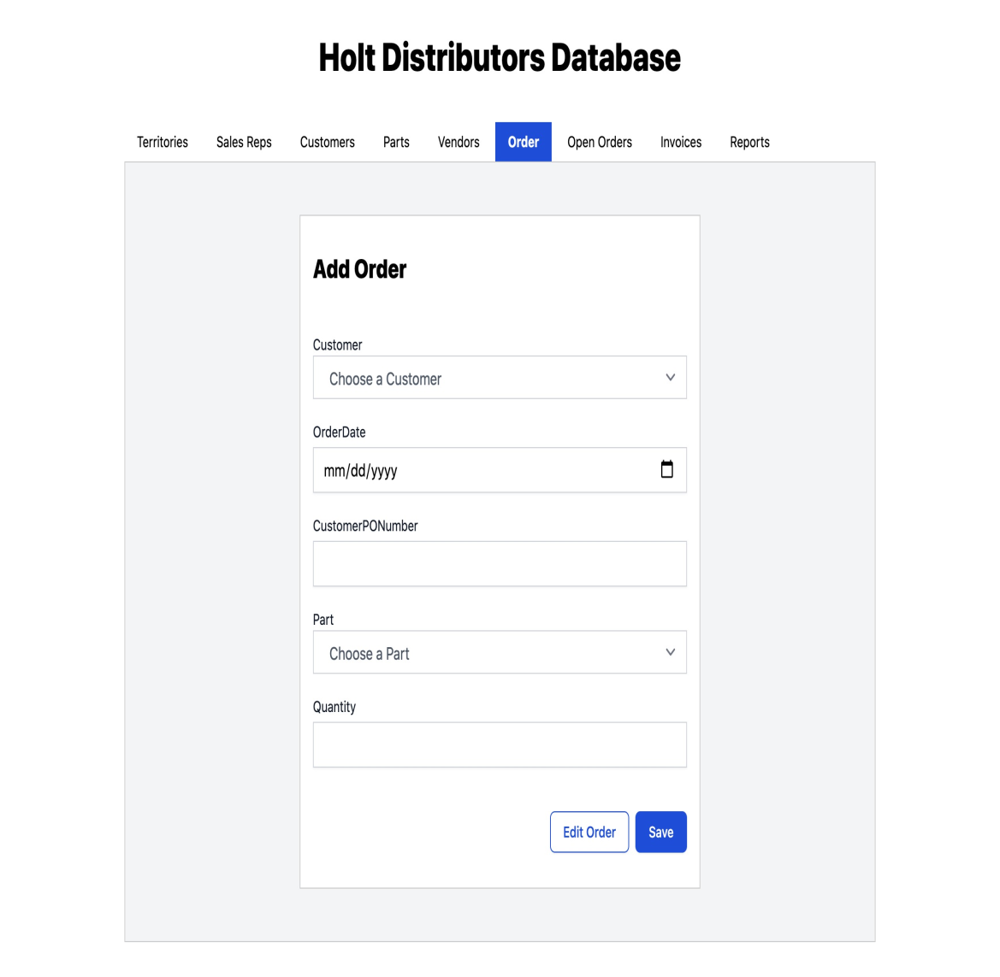 Holt Distributors Database
Territories Sales Reps Customers Parts Vendors Order Open Orders Invoices Reports
Add Order
Customer
Choose a Customer
OrderDate
mm/dd/yyyy
CustomerPONumber
Part
Choose a Part
Quantity
Edit Order Save